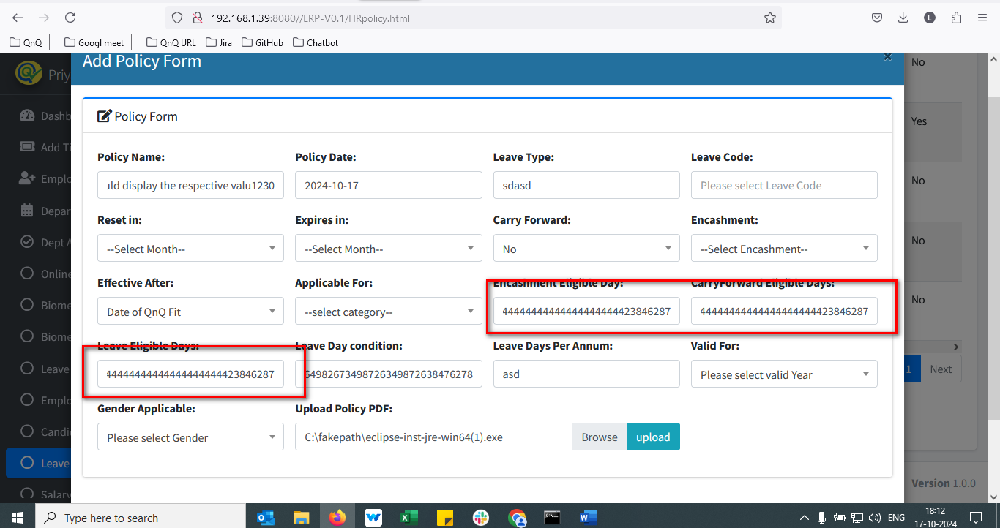 192.168.1.39:8080//ERP-V0.1/HRpolicy.html
L
QnQ
Googl meet
QnQ URL
Jira
GitHub
Chatbot
Priy
Add Policy Form
×
No
Policy Form
Dashb
Yes
Add Ti
Policy Name:
Policy Date:
Leave Type:
Leave Code:
Emplo
uld display the respective valu1230
2024-10-17
sdasd
Please select Leave Code
No
Depar
Reset in:
Expires in:
Carry Forward:
Encashment:
Dept A
--Select Month--
--Select Month--
No
--Select Encashment--
No
Online
Effective After:
Applicable For:
Encashment Eligible Day:
CarryForward Eligible Days:
Biome
Date of QnQ Fit
--select category--
No
Biome
Leave Eligible Days:
Leave Day condition:
Leave Days Per Annum:
Valid For:
Leave
asd
Please select valid Year
1
Next
Emplo
Gender Applicable:
Upload Policy PDF:
Candi
Please select Gender
C:\fakepath\eclipse-inst-jre-win64(1).exe
Browse
upload
Leave
Version 1.0.0
Salary
Type here to search
ENG
18:12
17-10-2024